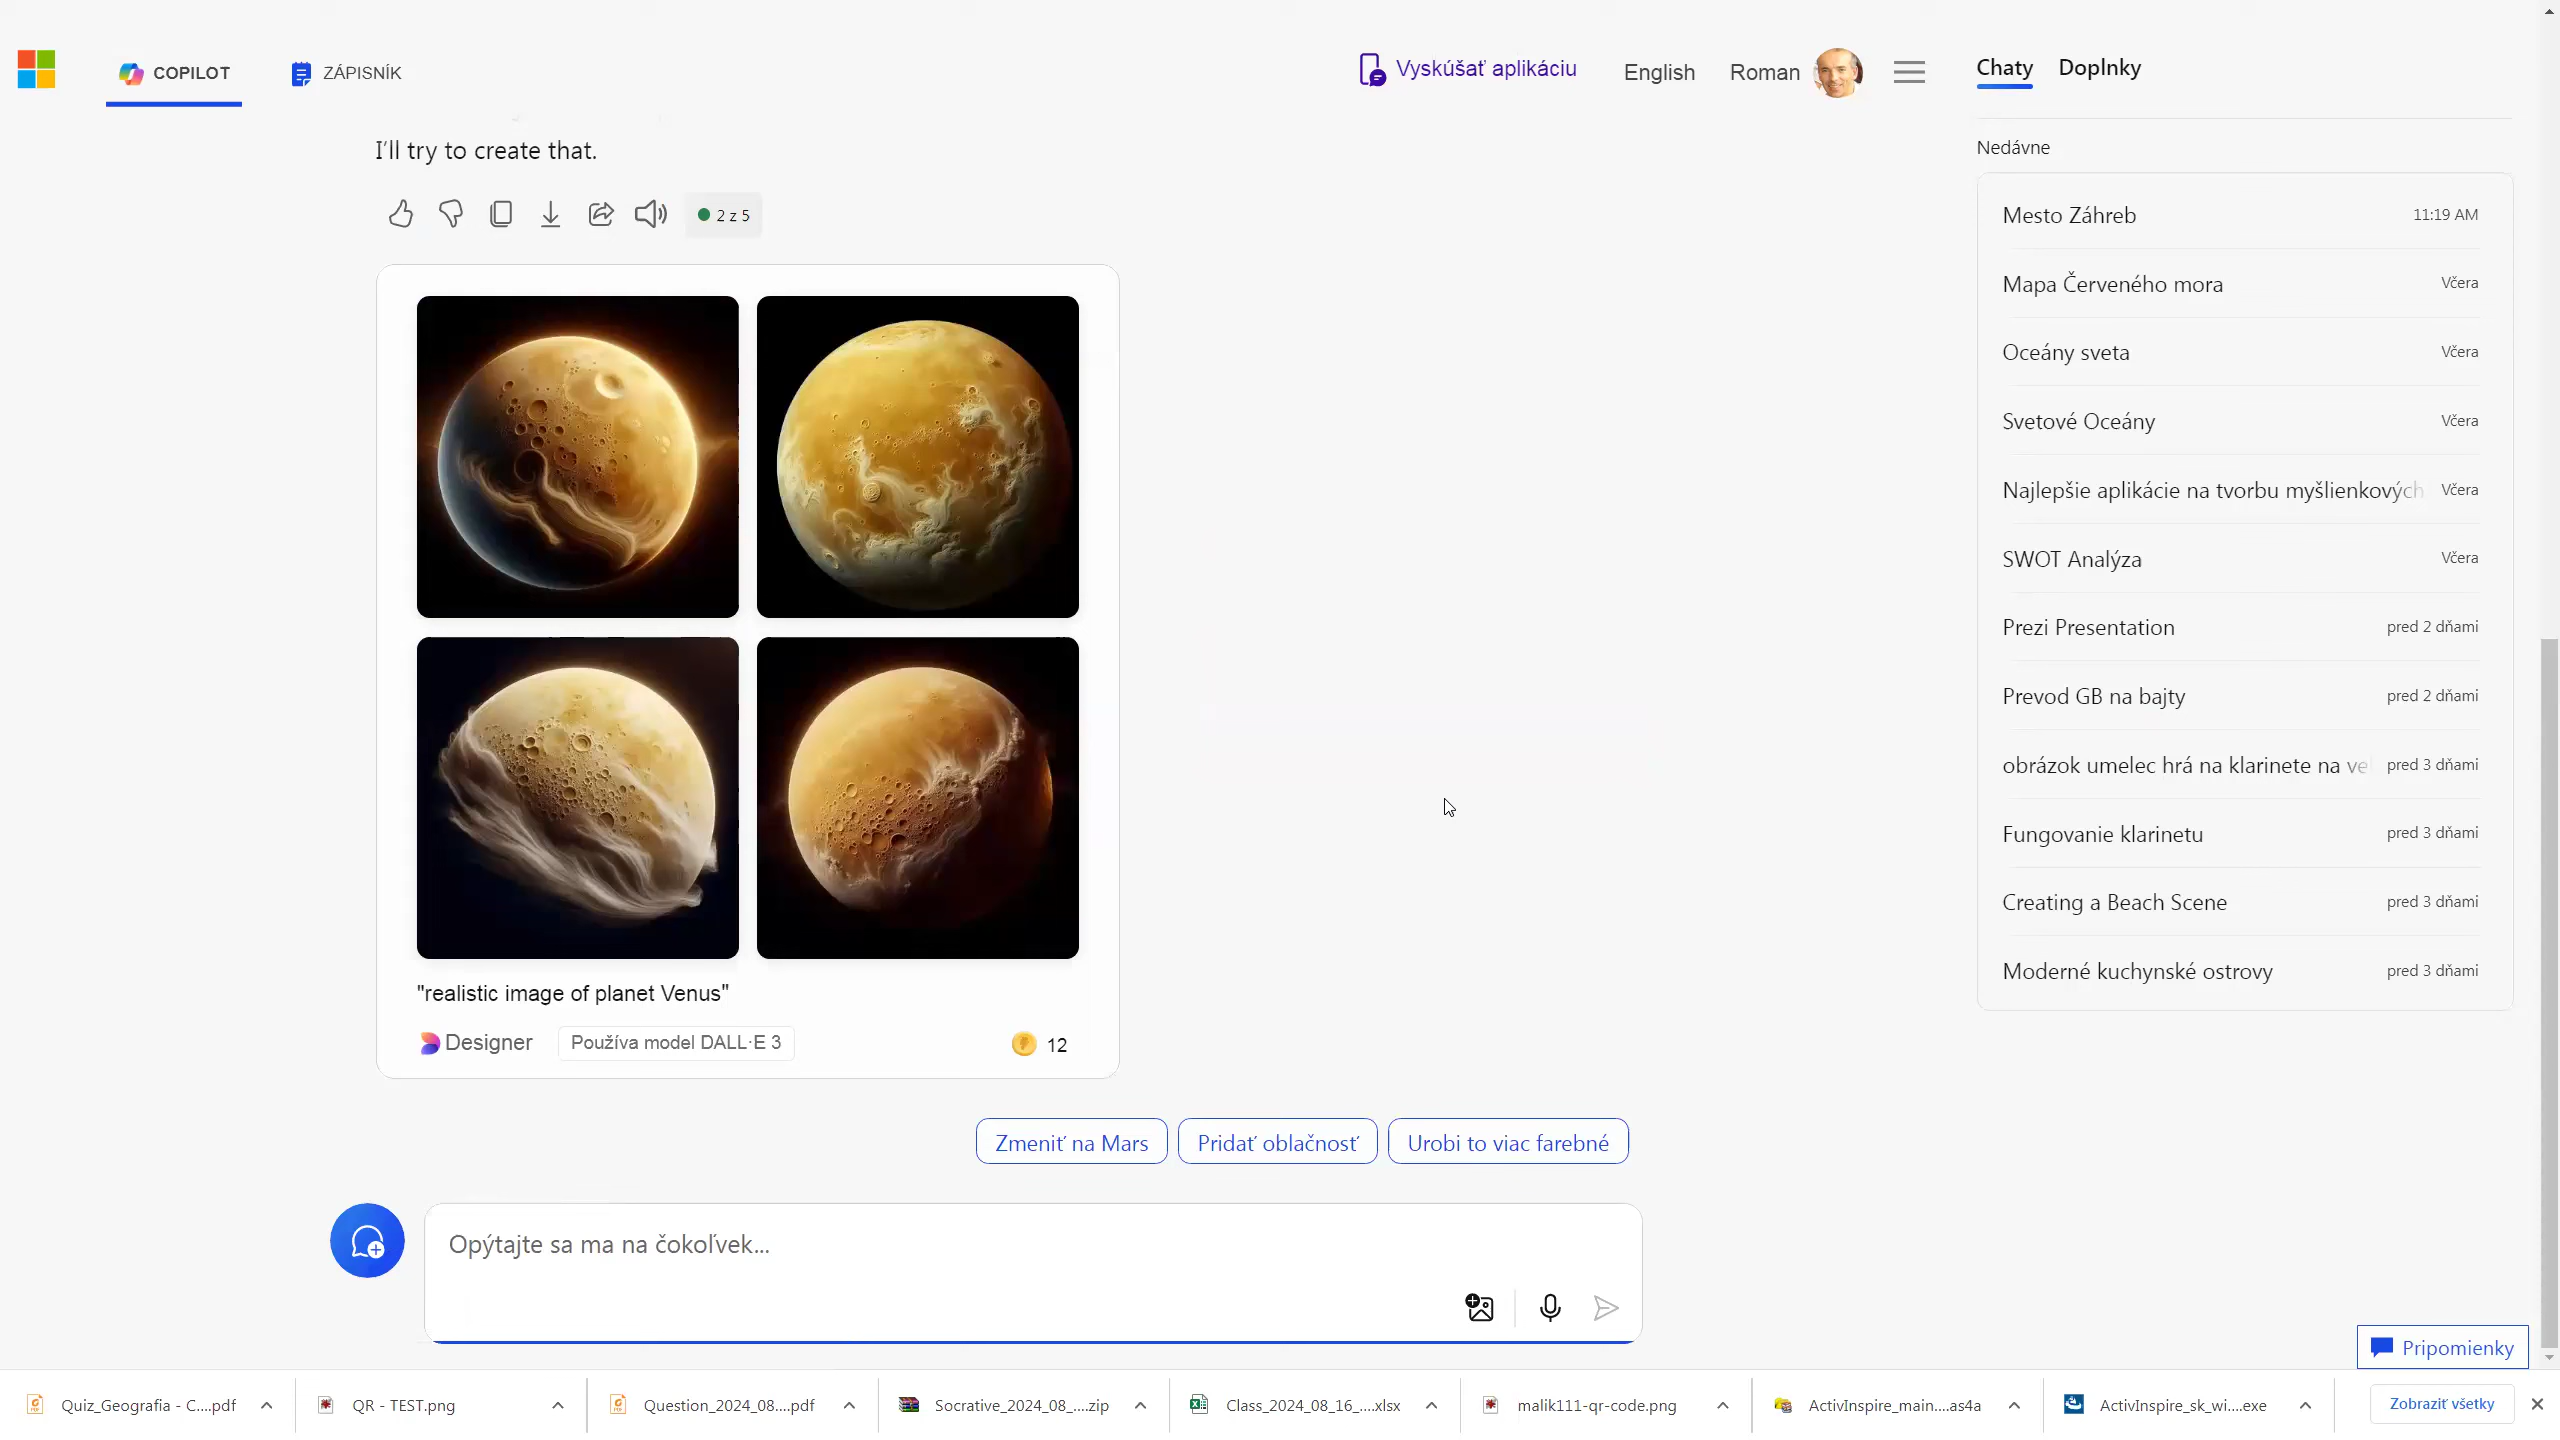 COPILOT
ZÁPISNÍK
Vyskúšať aplikáciu
English
Roman
Chaty
Doplnky
I'll try to create that.
2 z 5
"realistic image of planet Venus"
Designer
Používa model DALL·E 3
12
Zmeniť na Mars
Pridať oblačnosť
Urobi to viac farebné
Opýtajte sa ma na čokoľvek...
Nedávne
Mesto Záhreb 11:19 AM
Mapa Červeného mora Včera
Oceány sveta Včera
Svetové Oceány Včera
Najlepšie aplikácie na tvorbu myšlienkových Včera
SWOT Analýza Včera
Prezi Presentation pred 2 dňami
Prevod GB na bajty pred 2 dňami
obrázok umelec hrá na klarinete na ve pred 3 dňami
Fungovanie klarinetu pred 3 dňami
Creating a Beach Scene pred 3 dňami
Moderné kuchynské ostrovy pred 3 dňami
Pripomienky
Quiz_Geografia - C....pdf
QR - TEST.png
Question_2024_08....pdf
Socrative_2024_08_....zip
Class_2024_08_16_....xlsx
malik111-qr-code.png
ActivInspire_main....as4a
ActivInspire_sk_wi....exe
Zobraziť všetky